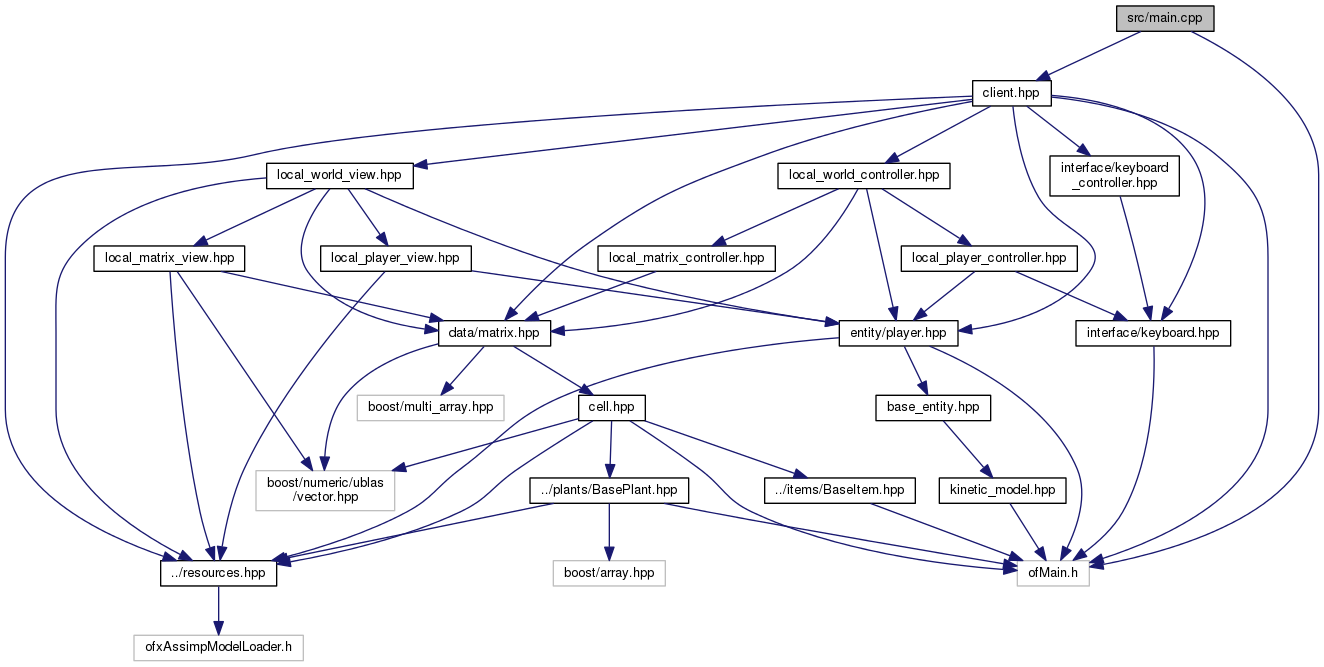 src/main.cpp
client.hpp
local_world_view.hpp
local_world_controller.hpp
interface/keyboard
_controller.hpp
local_matrix_view.hpp
local_player_view.hpp
local_matrix_controller.hpp
local_player_controller.hpp
data/matrix.hpp
entity/player.hpp
interface/keyboard.hpp
boost/multi_array.hpp
cell.hpp
base_entity.hpp
boost/numeric/ublas
/vector.hpp
../plants/BasePlant.hpp
../items/BaseItem.hpp
kinetic_model.hpp
../resources.hpp
boost/array.hpp
ofMain.h
ofxAssimpModelLoader.h